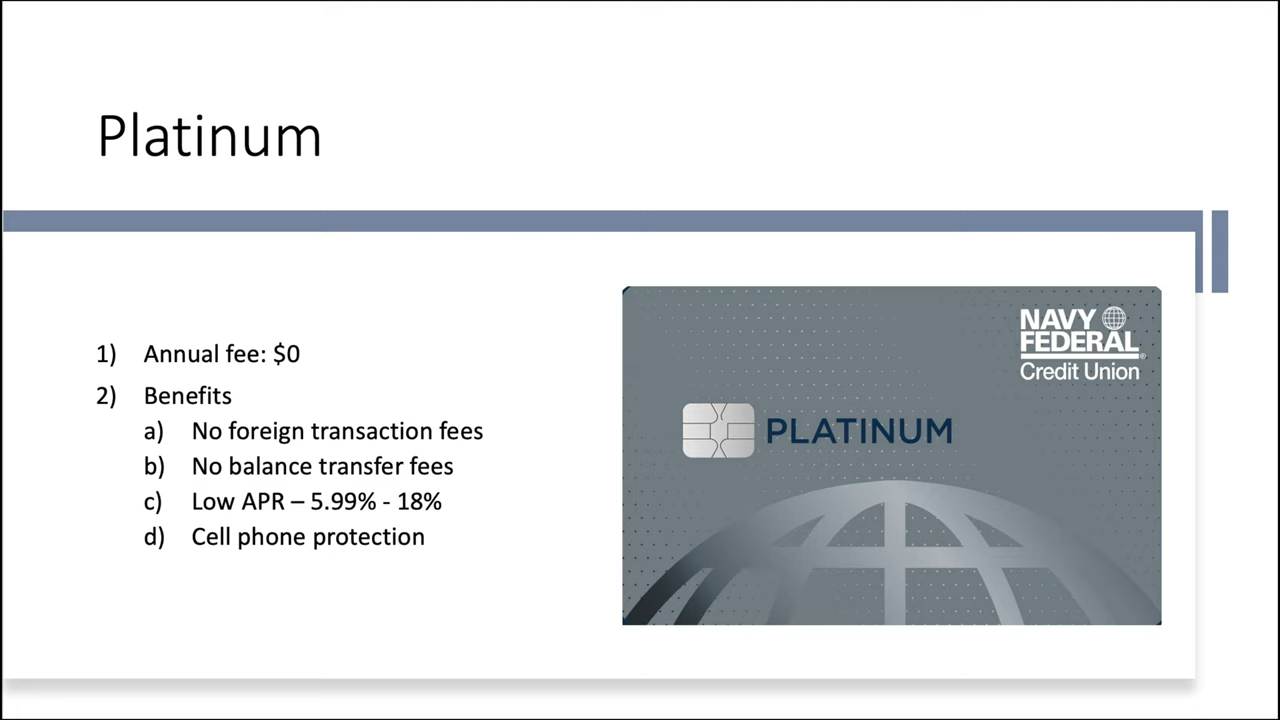 Platinum
1) Annual fee: $0
2) Benefits
a) No foreign transaction fees
b) No balance transfer fees
c) Low APR – 5.99% - 18%
d) Cell phone protection
NAVY
FEDERAL®
Credit Union
PLATINUM